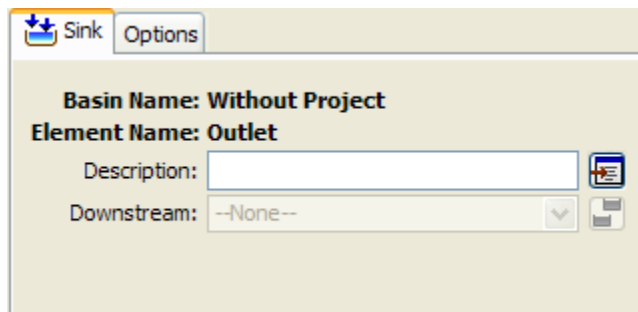 Sink Options
Basin Name: Without Project
Element Name: Outlet
Description:
Downstream: --None--